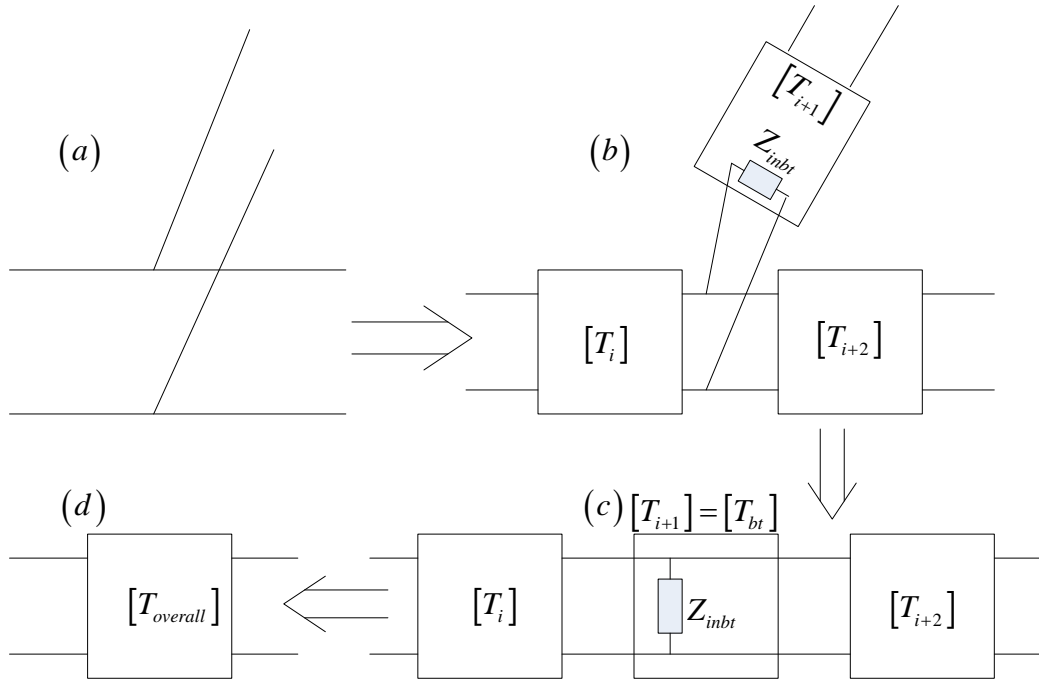 (a)
(b)
[T_{i+1}]
Z_{inbt}
[T_i]
[T_{i+2}]
(c) [T_{i+1}] = [T_{bt}]
(d)
[T_{overall}]
[T_i]
Z_{inbt}
[T_{i+2}]